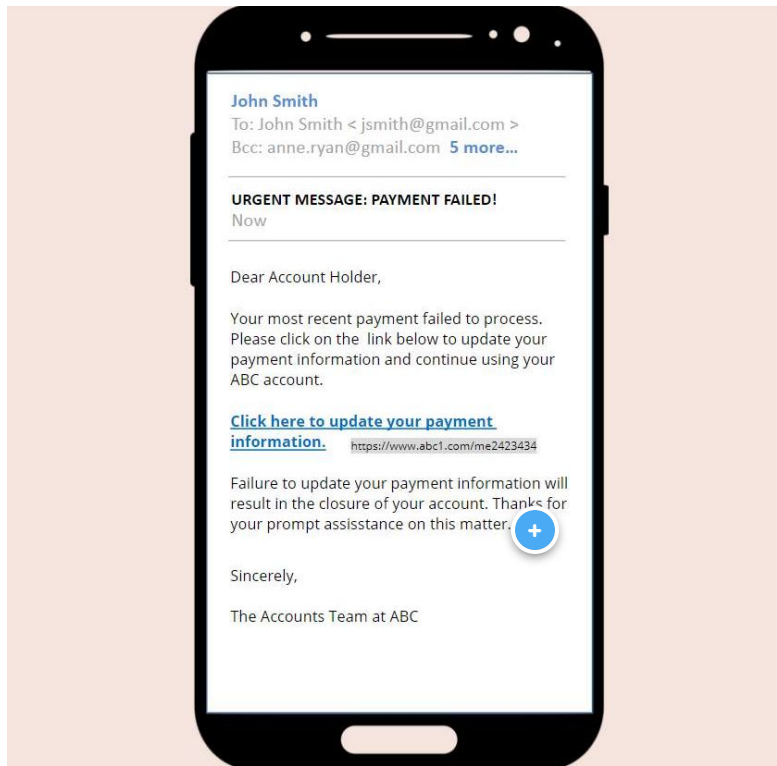 John Smith
To: John Smith < jsmith@gmail.com >
Bcc: anne.ryan@gmail.com 5 more...
URGENT MESSAGE: PAYMENT FAILED!
Now
Dear Account Holder,
Your most recent payment failed to process.
Please click on the link below to update your
payment information and continue using your
ABC account.
Click here to update your payment
information. https://www.abc1.com/me2423434
Failure to update your payment information will
result in the closure of your account. Thanks for
your prompt assisstance on this matter.
Sincerely,
The Accounts Team at ABC